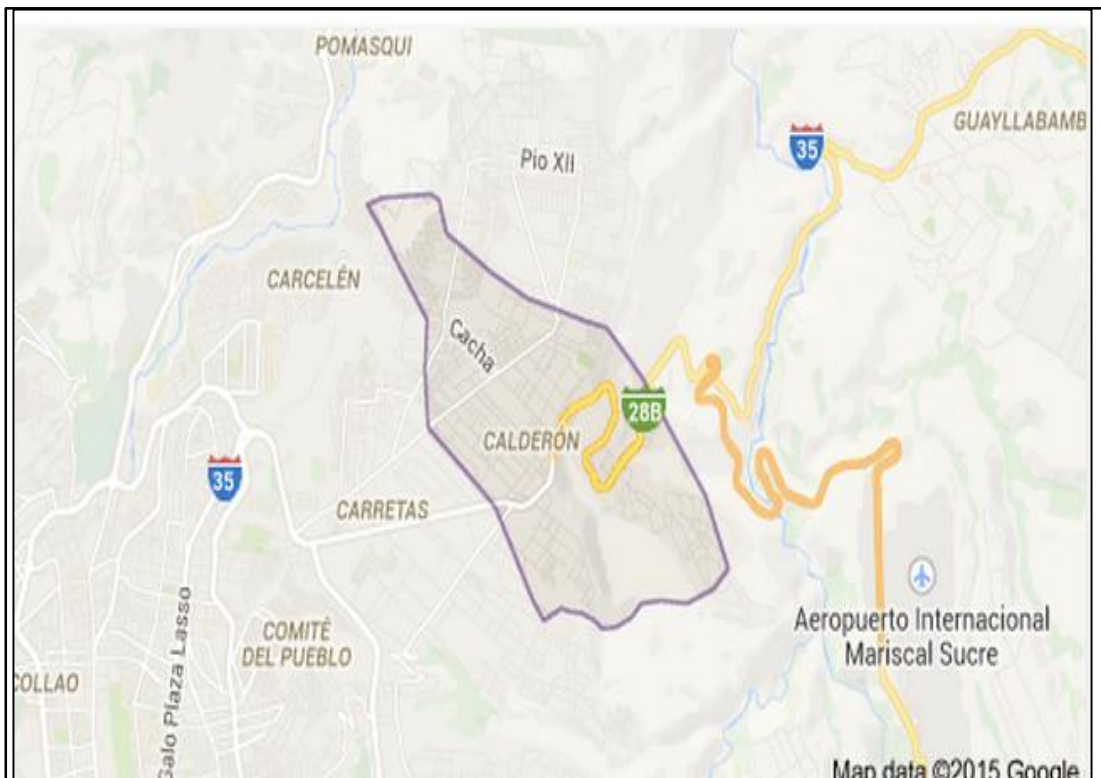 POMASQUI
GUAYLLABAMB
35
Pio XII
CARCELÉN
Cacha
28B
CALDERÓN
35
CARRETAS
Galo Plaza Lasso
COMITÉ
DEL PUEBLO
COLLAO
Aeropuerto Internacional
Mariscal Sucre
Map data ©2015 Google